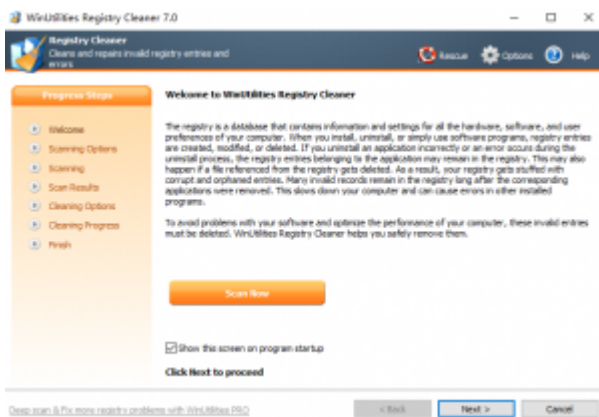 WinUtilities Registry Cleaner 7.0
Registry Cleaner
Cleans and repairs invalid registry entries and
errors
Rescue
Options
Help
Progress Steps
Welcome
Scanning Options
Scanning
Scan Results
Cleaning Options
Cleaning Progress
Finish
Welcome to WinUtilities Registry Cleaner
The registry is a database that contains information and settings for all the hardware, software, and user
preferences of your computer. When you install, uninstall, or simply use software programs, registry entries
are created, modified, or deleted. If you uninstall an application incorrectly or an error occurs during the
uninstall process, the registry entries belonging to the application may remain in the registry. This may also
happen if a file referenced from the registry gets deleted. As a result, your registry gets stuffed with
corrupt and orphaned entries. Many invalid records remain in the registry long after the corresponding
applications were removed. This slows down your computer and can cause errors in other installed
programs.
To avoid problems with your software and optimize the performance of your computer, these invalid entries
must be deleted. WinUtilities Registry Cleaner helps you safely remove them.
Scan Now
Show this screen on program startup
Click Next to proceed
Deep scan & Fix more registry problems with WinUtilities PRO
< Back
Next >
Cancel